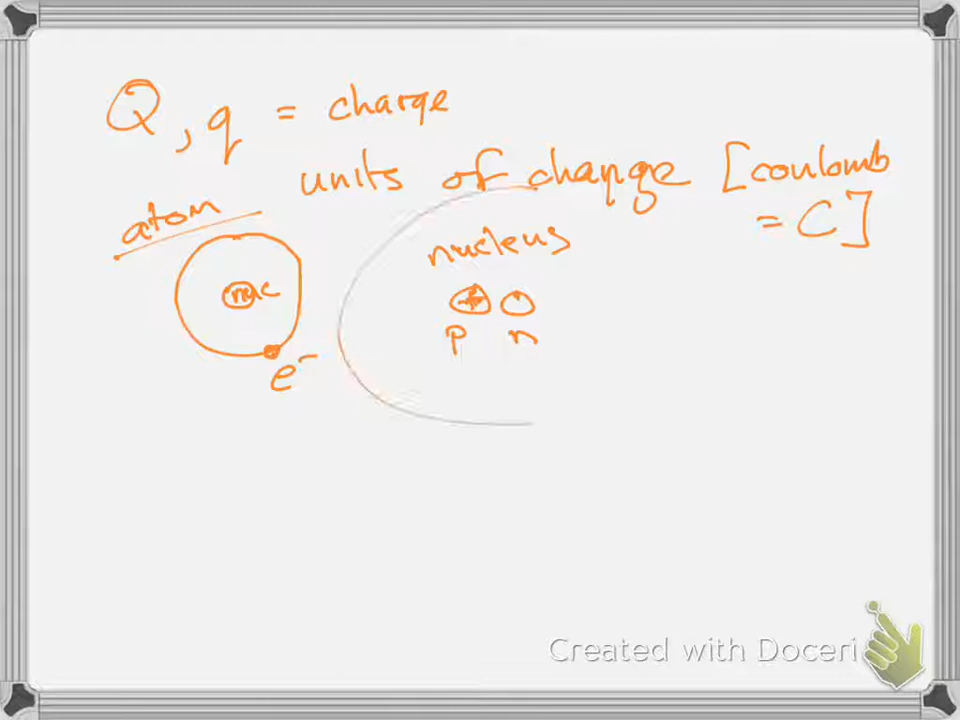 Q, q = charge
units of charge [coulomb
= C]
atom
nucleus
nuc
p n
e-
Created with Doceri